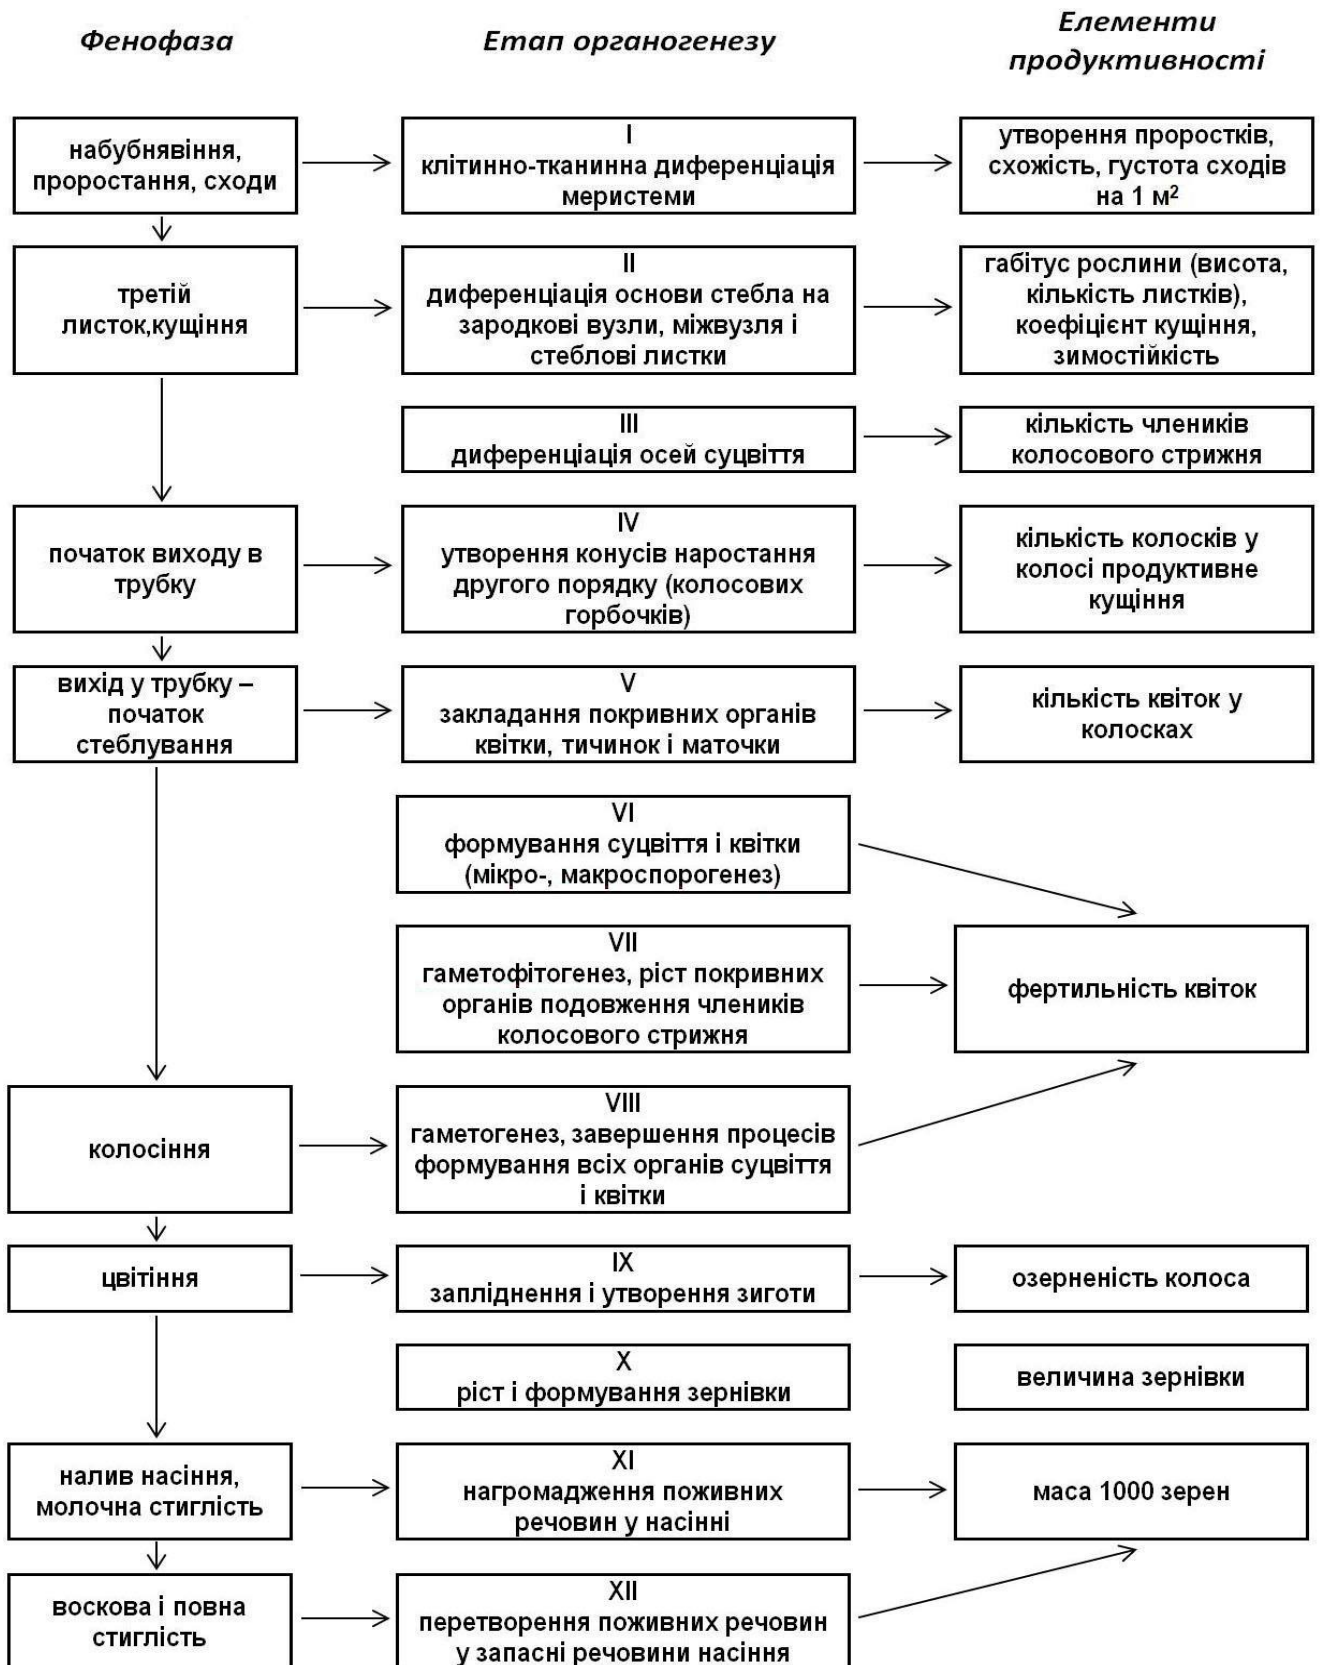 Фенофаза
Етап органогенезу
Елементи
продуктивності
набубнявіння,
проростання, сходи
I
клітинно-тканинна диференціація
меристеми
утворення проростків,
схожість, густота сходів
на 1 м²
третій
листок,кущіння
II
диференціація основи стебла на
зародкові вузли, міжвузля і
стеблові листки
габітус рослини (висота,
кількість листків),
коефіцієнт кущіння,
зимостійкість
III
диференціація осей суцвіття
кількість члеників
колосового стрижня
початок виходу в
трубку
IV
утворення конусів наростання
другого порядку (колосових
горбочків)
кількість колосків у
колосі продуктивне
кущіння
вихід у трубку –
початок
стеблування
V
закладання покривних органів
квітки, тичинок і маточки
кількість квіток у
колосках
VI
формування суцвіття і квітки
(мікро-, макроспорогенез)
VII
гаметофітогенез, ріст покривних
органів подовження члеників
колосового стрижня
фертильність квіток
колосіння
VIII
гаметогенез, завершення процесів
формування всіх органів суцвіття
і квітки
цвітіння
IX
запліднення і утворення зиготи
озерненість колоса
X
ріст і формування зернівки
величина зернівки
налив насіння,
молочна стиглість
XI
нагромадження поживних
речовин у насінні
маса 1000 зерен
воскова і повна
стиглість
XII
перетворення поживних речовин
у запасні речовини насіння